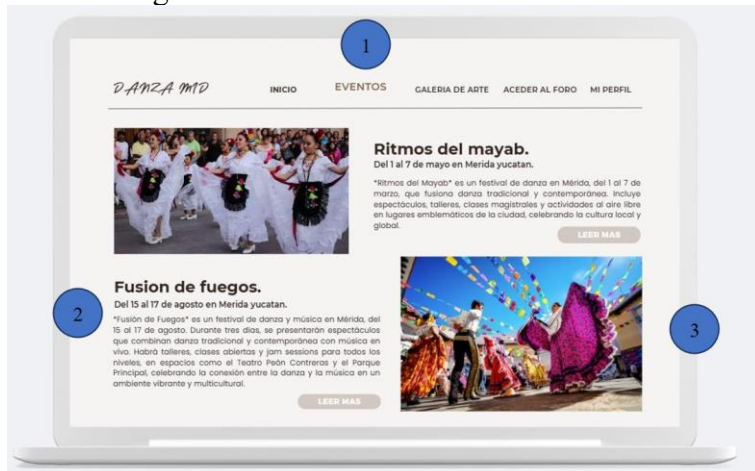 1
DANZA MD
INICIO
EVENTOS
GALERIA DE ARTE
ACEDER AL FORO
MI PERFIL
Ritmos del mayab.
Del 1 al 7 de mayo en Merida yucatan.
"Ritmos del Mayab" es un festival de danza en Mérida, del 1 al 7 de
marzo, que fusiona danza tradicional y contemporánea. Incluye
espectáculos, talleres, clases magistrales y actividades al aire libre
en lugares emblemáticos de la ciudad, celebrando la cultura local y
global.
LEER MAS
2
Fusion de fuegos.
Del 15 al 17 de agosto en Merida yucatan.
"Fusión de Fuegos" es un festival de danza y música en Mérida, del
15 al 17 de agosto. Durante tres días, se presentarán espectáculos
que combinan danza tradicional y contemporánea con música en
vivo. Habrá talleres, clases abiertas y jam sessions para todos los
niveles, en espacios como el Teatro Peón Contreras y el Parque
Principal, celebrando la conexión entre la danza y la música en un
ambiente vibrante y multicultural.
LEER MAS
3